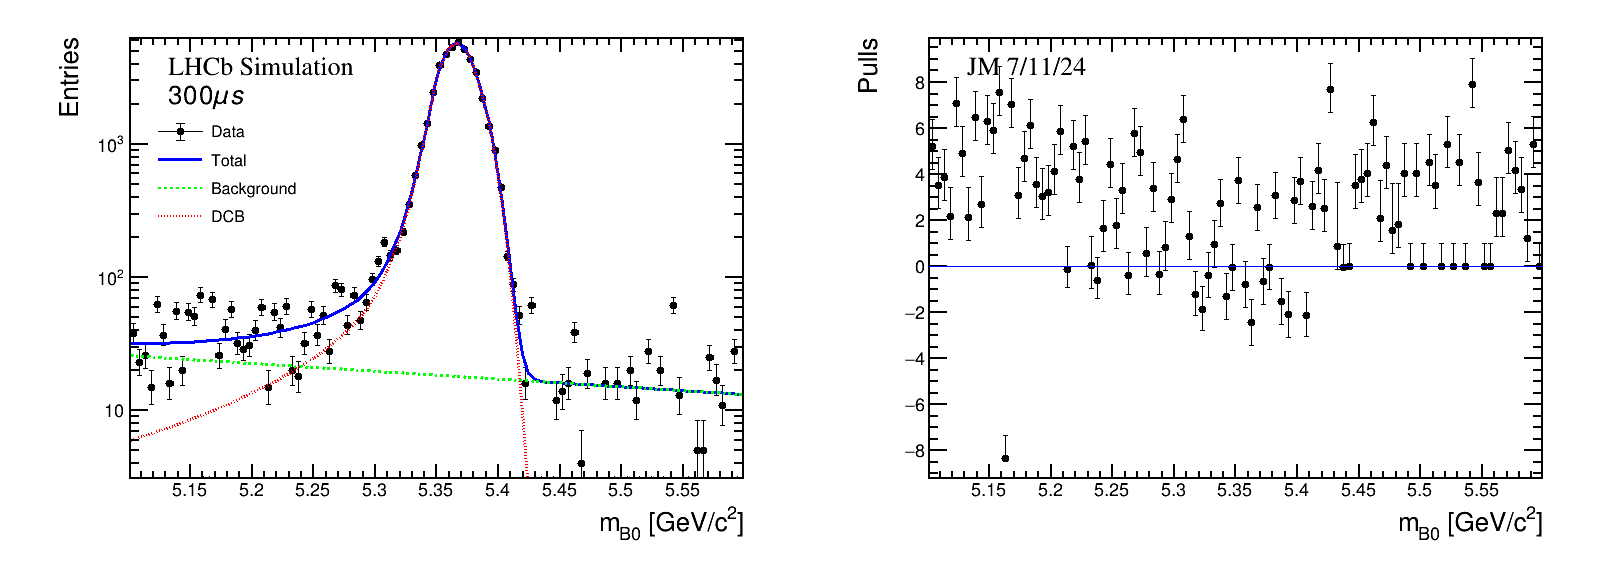 Entries
LHCb Simulation
300μs
Data
Total
Background
DCB
10³
10²
10
5.15 5.2 5.25 5.3 5.35 5.4 5.45 5.5 5.55
m_B0 [GeV/c²]
Pulls
JM 7/11/24
8
6
4
2
0
−2
−4
−6
−8
5.15 5.2 5.25 5.3 5.35 5.4 5.45 5.5 5.55
m_B0 [GeV/c²]